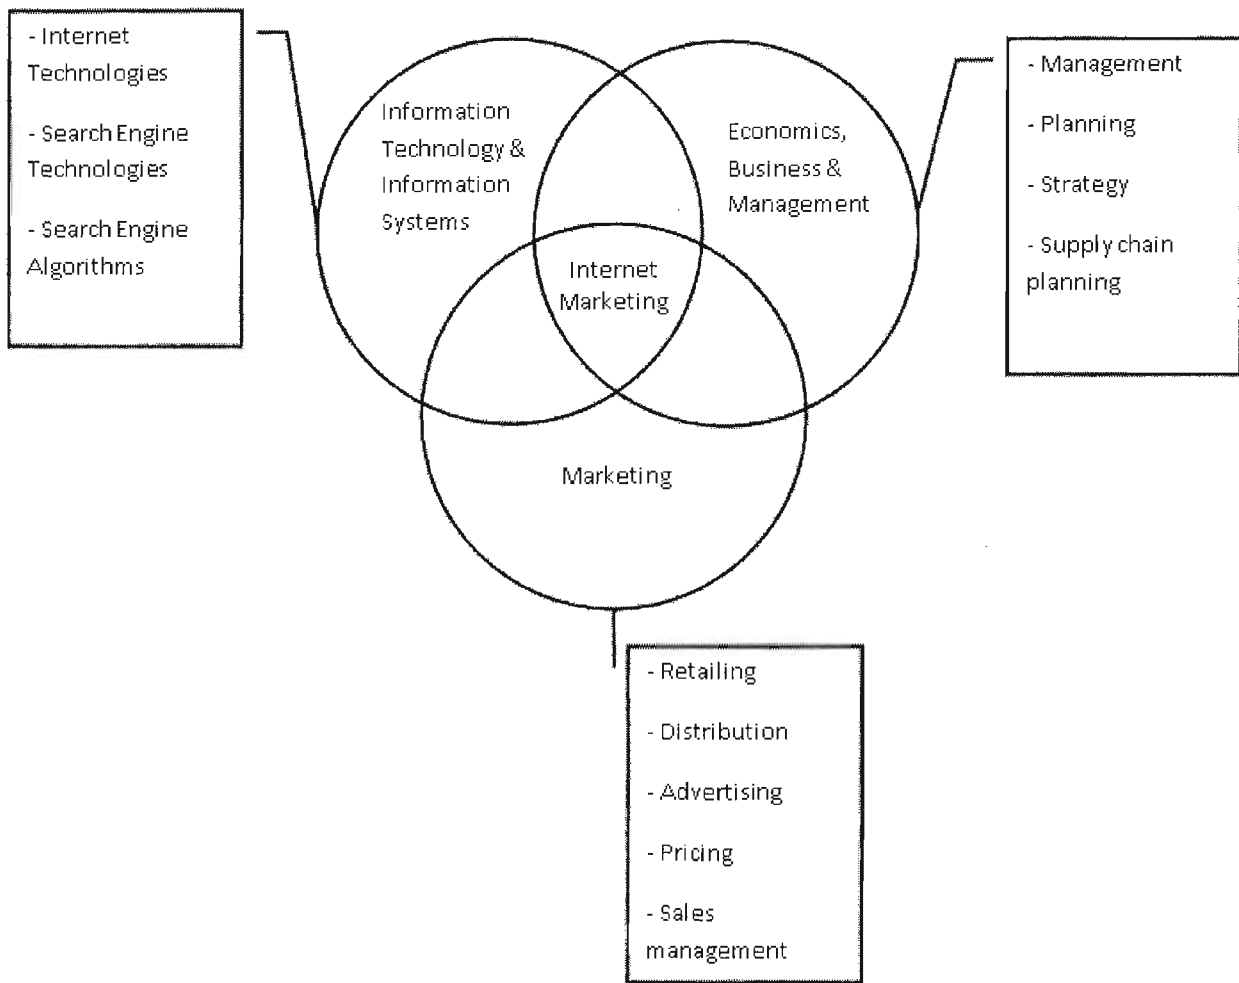 - Internet
Technologies
- Search Engine
Technologies
- Search Engine
Algorithms
Information
Technology &
Information
Systems
Economics,
Business &
Management
Internet
Marketing
Marketing
- Management
- Planning
- Strategy
- Supply chain
planning
- Retailing
- Distribution
- Advertising
- Pricing
- Sales
management